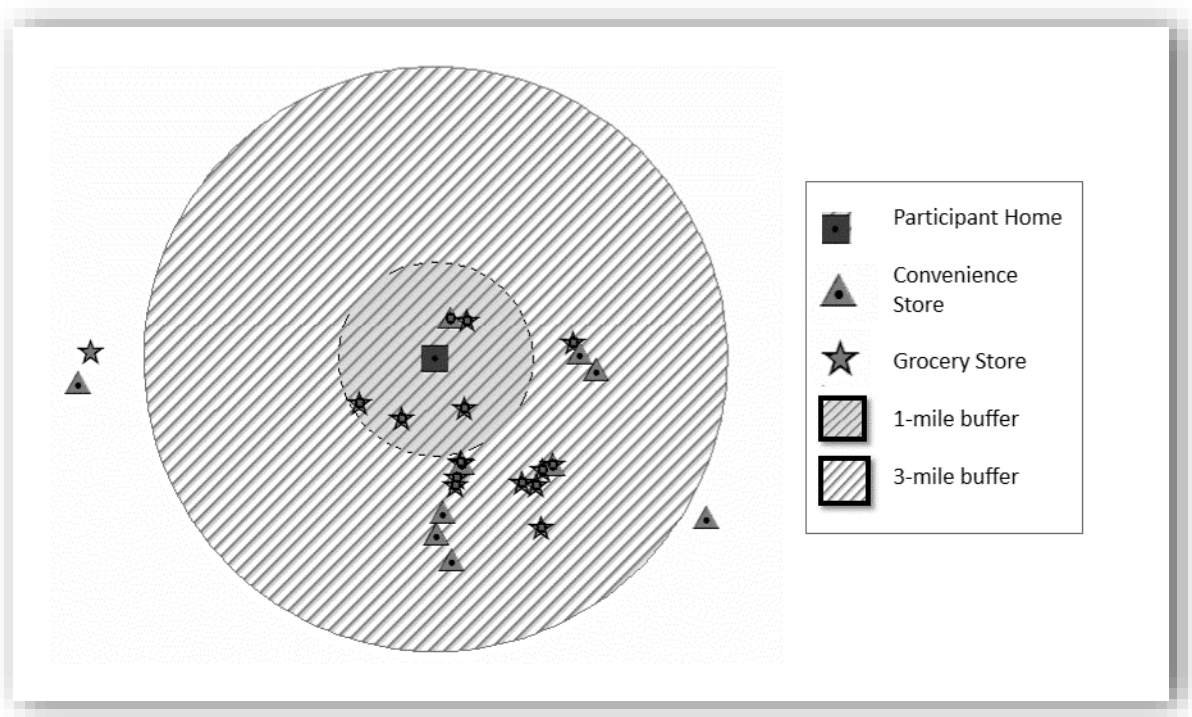 Participant Home
Convenience
Store
Grocery Store
1-mile buffer
3-mile buffer